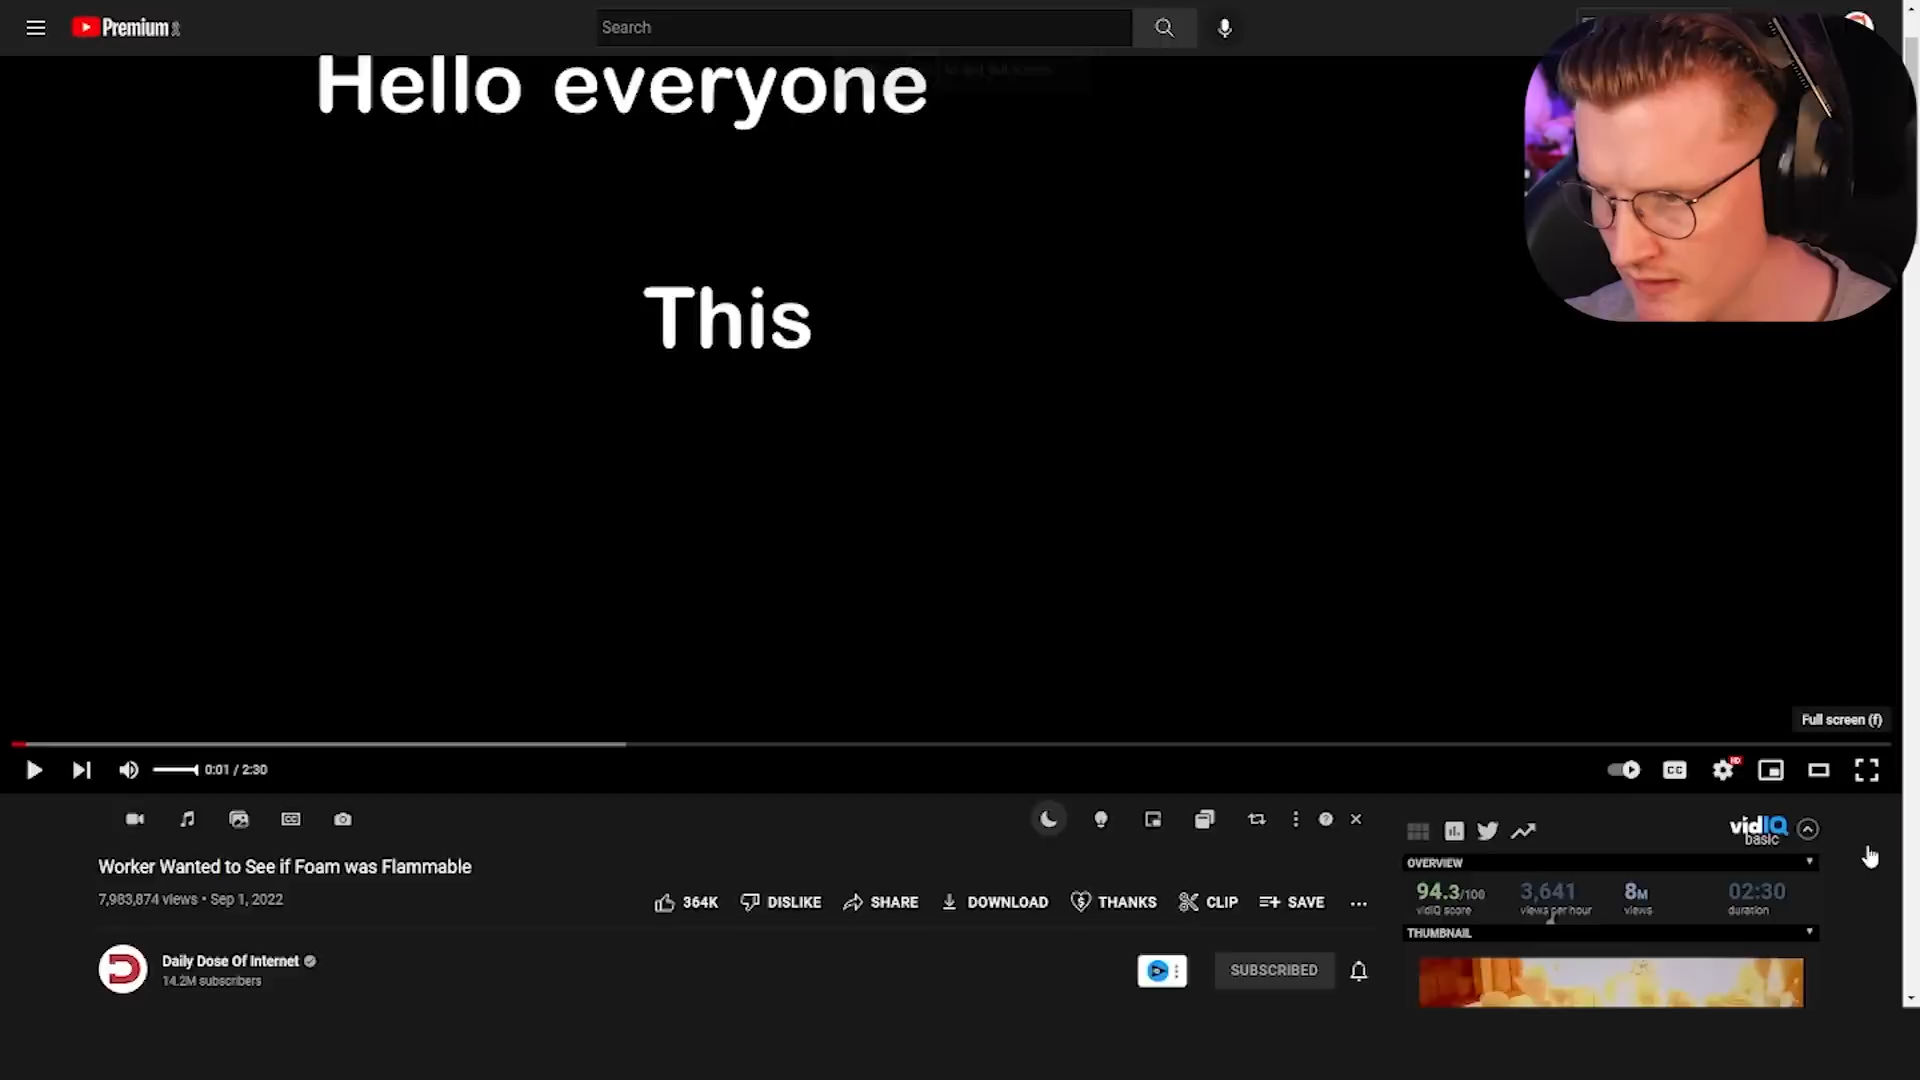 Premium
Search
Hello everyone
This
Full screen (f)
0:01 / 2:30
CC
HD
CC
Worker Wanted to See if Foam was Flammable
7,983,874 views • Sep 1, 2022
364K
DISLIKE
SHARE
DOWNLOAD
THANKS
CLIP
SAVE
Daily Dose Of Internet
14.2M subscribers
SUBSCRIBED
vidIQ
basic
OVERVIEW
94.3/100
vidIQ score
3,641
views per hour
8M
views
02:30
duration
THUMBNAIL